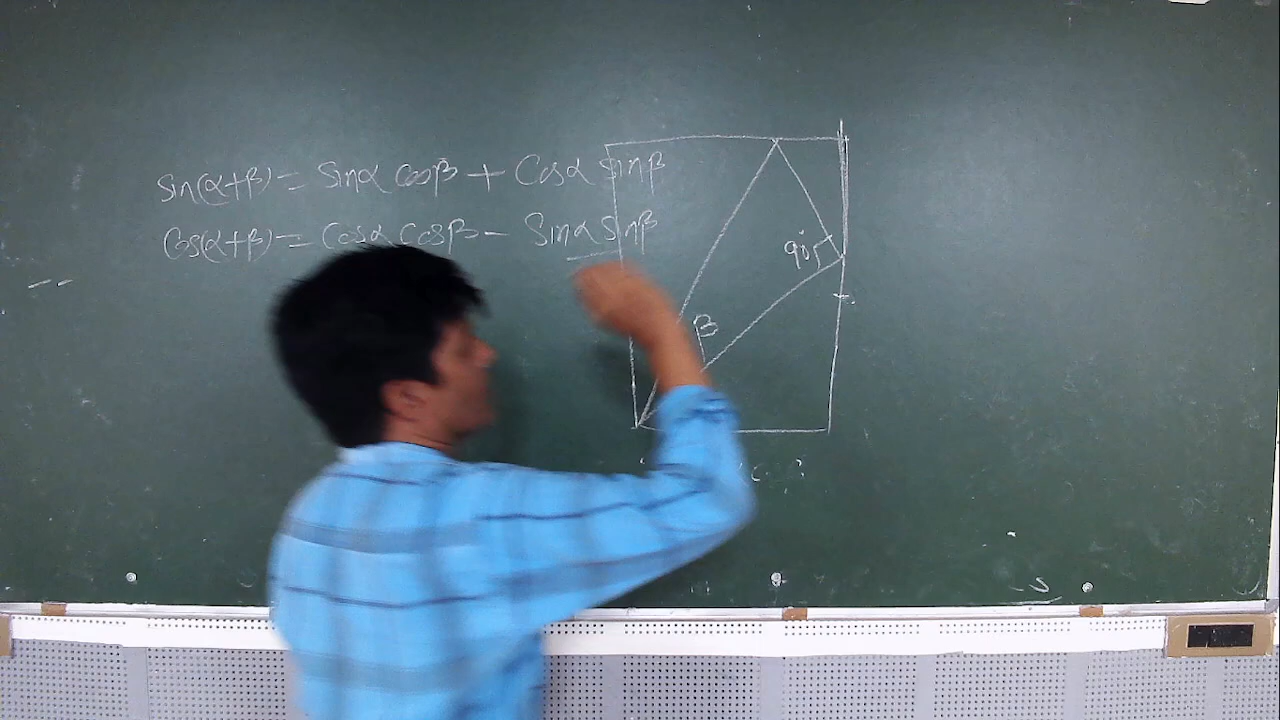 Sin(α+β) = Sinα Cosβ + Cosα Sinβ
Cos(α+β) = Cosα Cosβ - Sinα Sinβ
90°
β